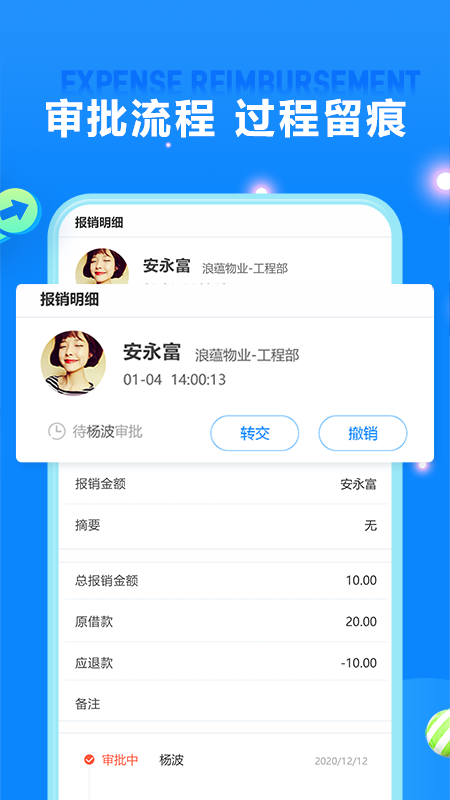 EXPENSE REIMBURSEMENT
审批流程 过程留痕
报销明细
安永富 浪蕴物业-工程部
报销明细
安永富 浪蕴物业-工程部
01-04 14:00:13
待杨波审批 转交 撤销
报销金额 安永富
摘要 无
总报销金额 10.00
原借款 20.00
应退款 -10.00
备注
审批中 杨波 2020/12/12